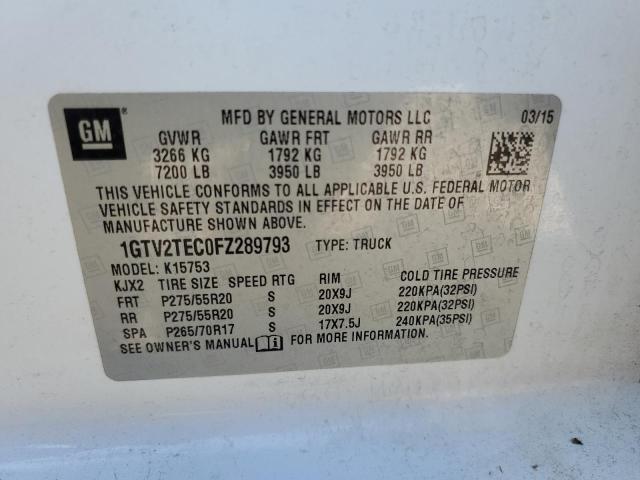 GM
MFD BY GENERAL MOTORS LLC 03/15
GVWR GAWR FRT GAWR RR
3266 KG 1792 KG 1792 KG
7200 LB 3950 LB 3950 LB
THIS VEHICLE CONFORMS TO ALL APPLICABLE U.S. FEDERAL MOTOR
VEHICLE SAFETY STANDARDS IN EFFECT ON THE DATE OF
MANUFACTURE SHOWN ABOVE.
1GTV2TEC0FZ289793 TYPE: TRUCK
MODEL: K15753
KJX2 TIRE SIZE SPEED RTG RIM COLD TIRE PRESSURE
FRT P275/55R20 S 20X9J 220KPA(32PSI)
RR P275/55R20 S 20X9J 220KPA(32PSI)
SPA P265/70R17 S 17X7.5J 240KPA(35PSI)
SEE OWNER'S MANUAL FOR MORE INFORMATION.